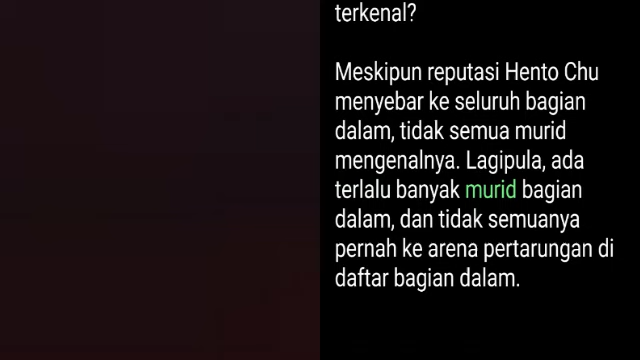 terkenal?
Meskipun reputasi Hento Chu
menyebar ke seluruh bagian
dalam, tidak semua murid
mengenalnya. Lagipula, ada
terlalu banyak murid bagian
dalam, dan tidak semuanya
pernah ke arena pertarungan di
daftar bagian dalam.